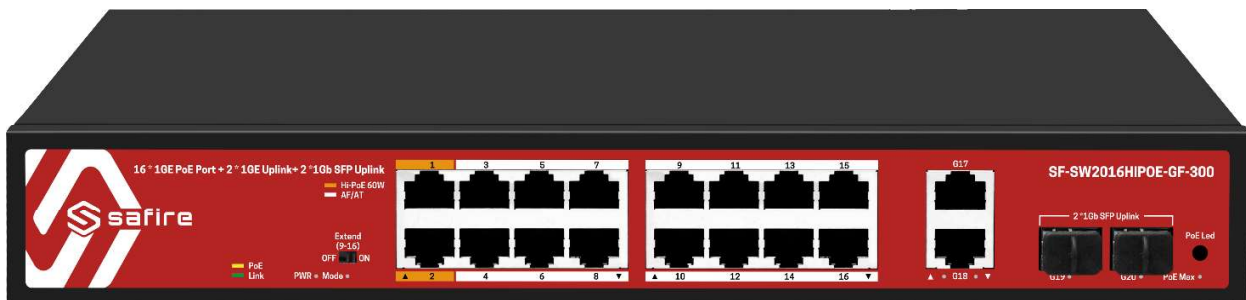 16 * 1GE PoE Port + 2 * 1GE Uplink+ 2 *1Gb SFP Uplink
Hi-PoE 60W
AF/AT
safire
Extend
(9-16)
OFF ON
PoE
Link
PWR Mode
1 3 5 7
▲ 2 4 6 8 ▼
9 11 13 15
▲ 10 12 14 16 ▼
G17
▲ G18 ▼
SF-SW2016HIPOE-GF-300
2 *1Gb SFP Uplink
G19 G20
PoE Led
PoE Max